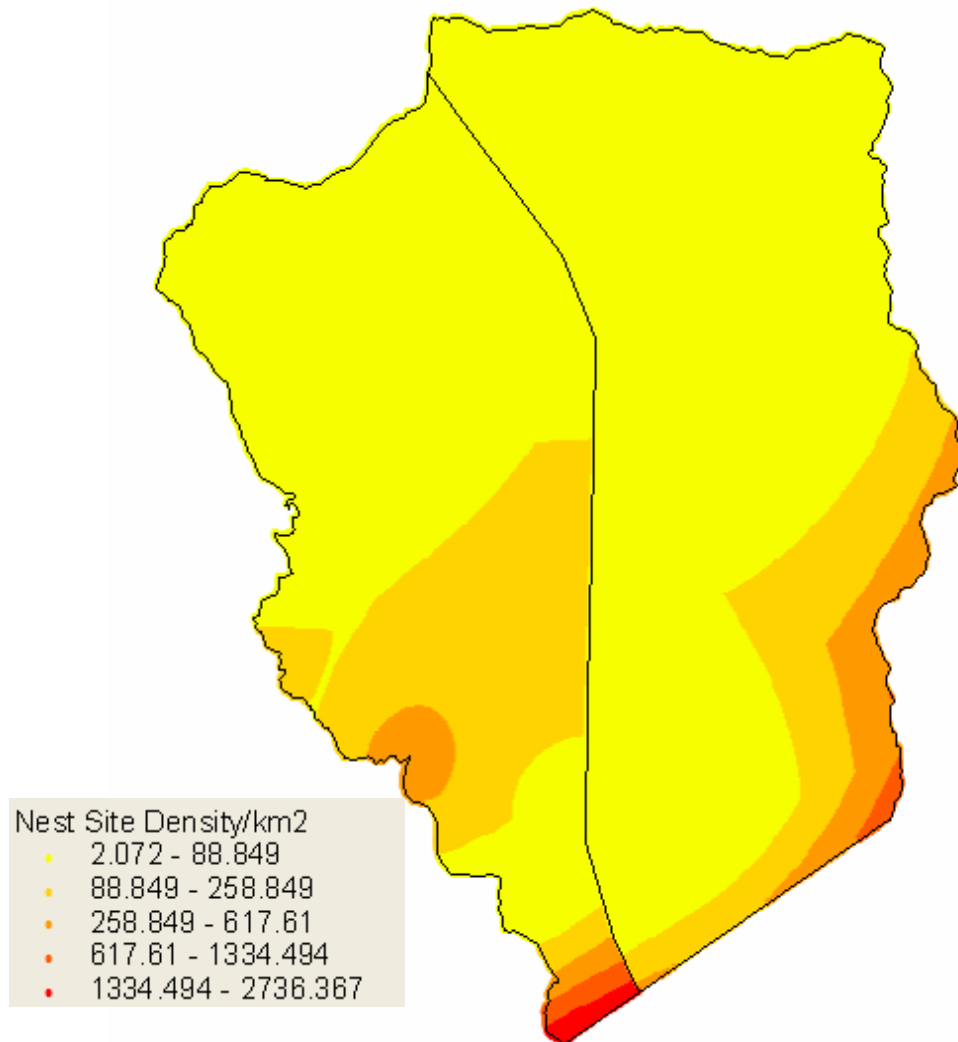 Nest Site Density/km2
2.072 - 88.849
88.849 - 258.849
258.849 - 617.61
617.61 - 1334.494
1334.494 - 2736.367